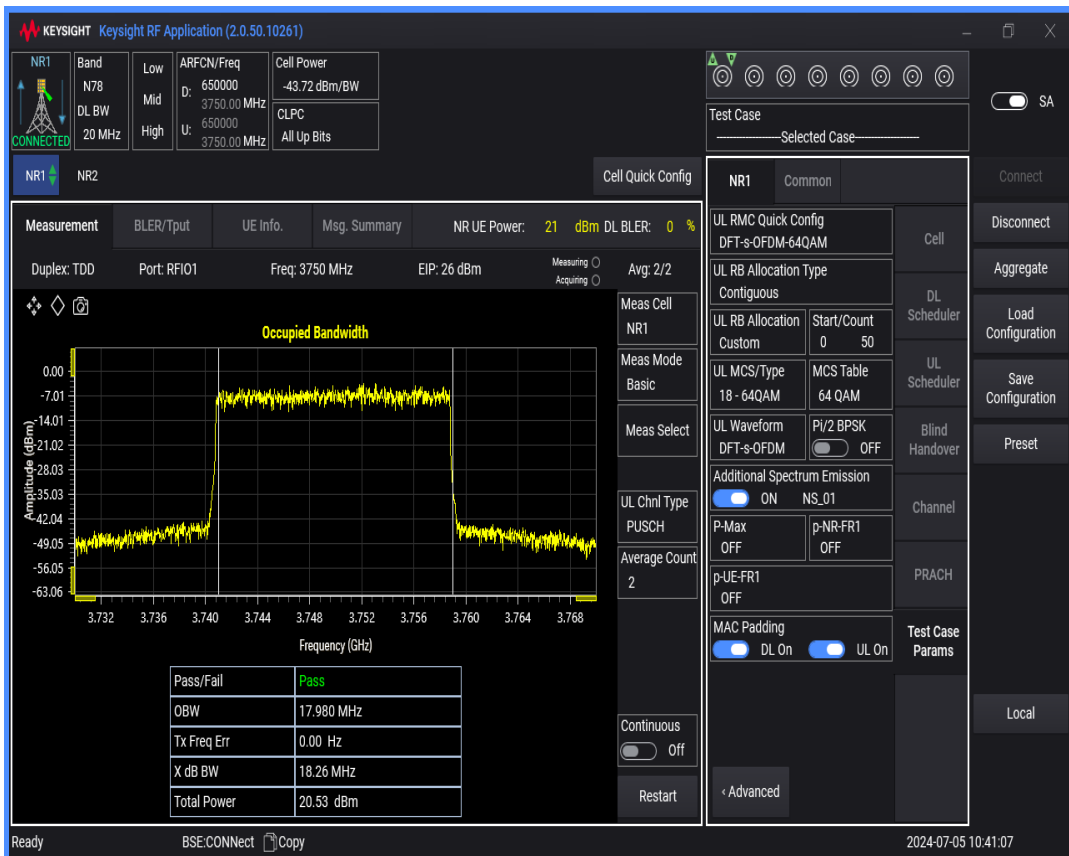 KEYSIGHT Keysight RF Application (2.0.50.10261)
NR1
CONNECTED
Band
N78
DL BW
20 MHz
Low
Mid
High
ARFCN/Freq
D: 650000
3750.00 MHz
U: 650000
3750.00 MHz
Cell Power
-43.72 dBm/BW
CLPC
All Up Bits
Test Case
--------------------Selected Case--------------------
SA
NR1
NR2
Cell Quick Config
Measurement
BLER/Tput
UE Info.
Msg. Summary
NR UE Power: 21 dBm DL BLER: 0 %
Duplex: TDD
Port: RFIO1
Freq: 3750 MHz
EIP: 26 dBm
Measuring
Acquiring
Avg: 2/2
Occupied Bandwidth
Amplitude (dBm)
0.00
-7.01
-14.01
-21.02
-28.03
-35.03
-42.04
-49.05
-56.05
-63.06
3.732 3.736 3.740 3.744 3.748 3.752 3.756 3.760 3.764 3.768
Frequency (GHz)
Pass/Fail Pass
OBW 17.980 MHz
Tx Freq Err 0.00 Hz
X dB BW 18.26 MHz
Total Power 20.53 dBm
Meas Cell
NR1
Meas Mode
Basic
Meas Select
UL Chnl Type
PUSCH
Average Count
2
Continuous
Off
Restart
NR1
Common
UL RMC Quick Config
DFT-s-OFDM-64QAM
UL RB Allocation Type
Contiguous
UL RB Allocation
Custom
Start/Count
0 50
UL MCS/Type
18 - 64QAM
MCS Table
64 QAM
UL Waveform
DFT-s-OFDM
Pi/2 BPSK
OFF
Additional Spectrum Emission
ON NS_01
P-Max
OFF
p-NR-FR1
OFF
p-UE-FR1
OFF
MAC Padding
DL On UL On
‹ Advanced
Cell
DL
Scheduler
UL
Scheduler
Blind
Handover
Channel
PRACH
Test Case
Params
Connect
Disconnect
Aggregate
Load
Configuration
Save
Configuration
Preset
Local
Ready
BSE:CONNect
Copy
2024-07-05 10:41:07